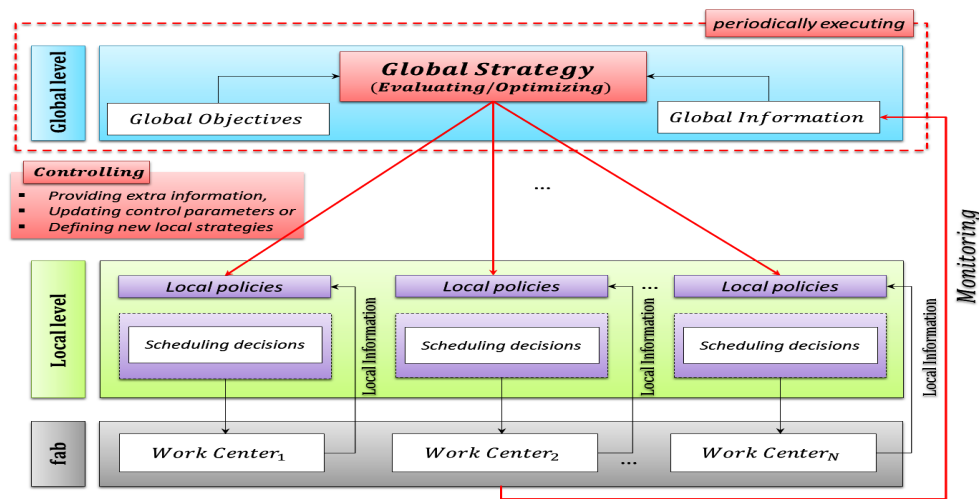 periodically executing
Global level
Global Strategy
(Evaluating/Optimizing)
Global Objectives
Global Information
Controlling
▪ Providing extra information,
▪ Updating control parameters or
▪ Defining new local strategies
...
Monitoring
Local level
Local policies
Local policies
...
Local policies
Scheduling decisions
Local Information
Scheduling decisions
Local Information
Scheduling decisions
Local Information
fab
Work Center₁
Work Center₂
...
Work Center_N